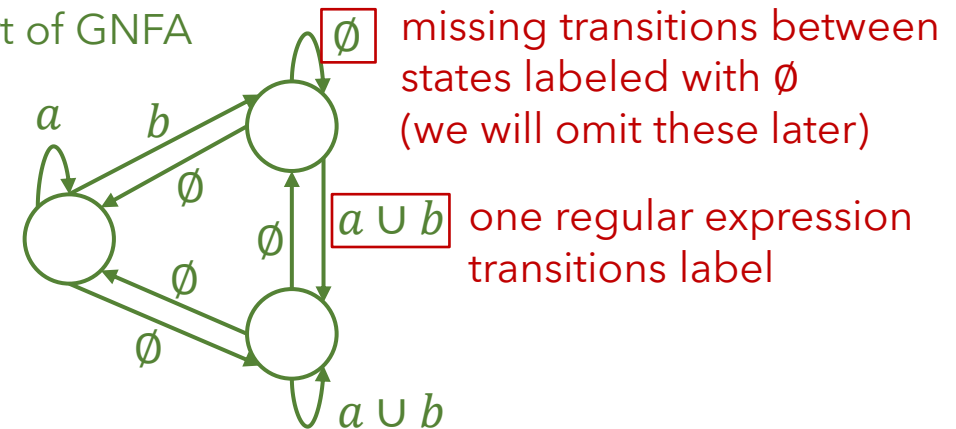 t of GNFA
∅
missing transitions between
states labeled with ∅
(we will omit these later)
a
b
∅
∅
a ∪ b
one regular expression
transitions label
∅
∅
a ∪ b